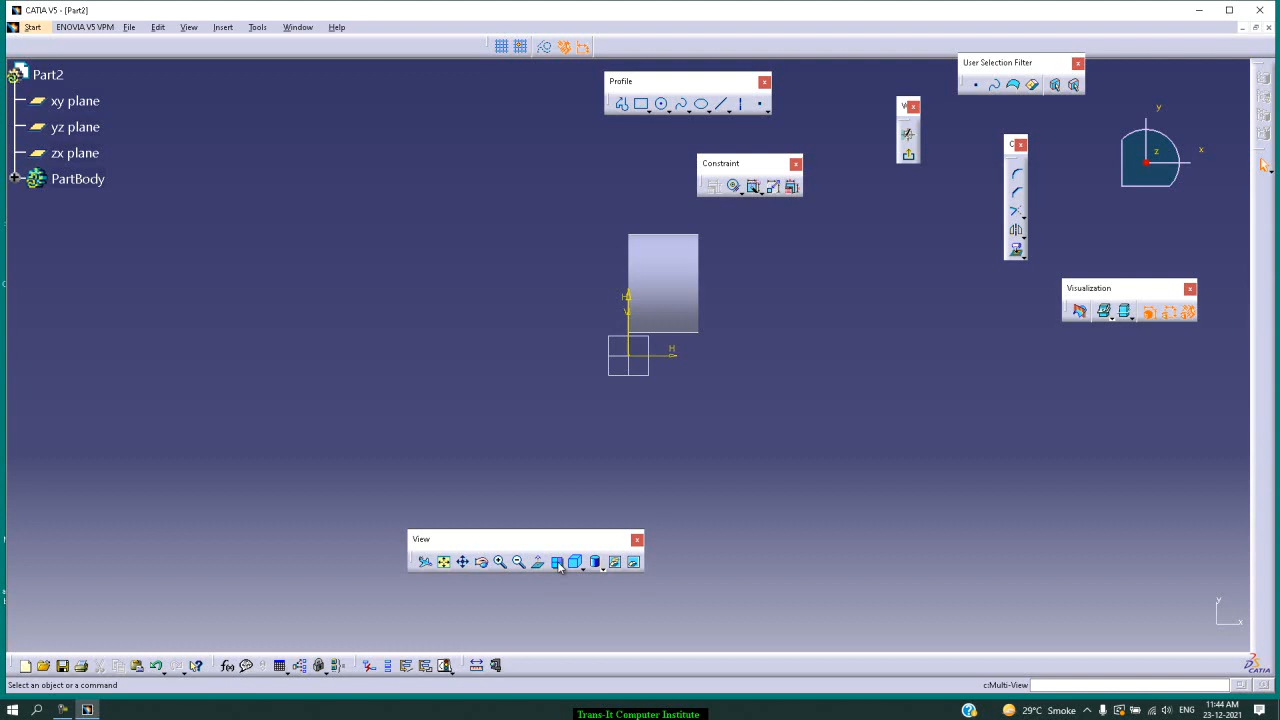 CATIA V5 - [Part2]
Start ENOVIA V5 VPM File Edit View Insert Tools Window Help
Part2
xy plane
yz plane
zx plane
PartBody
Profile
User Selection Filter
Constraint
Visualization
y
x
z
H
V
H
View
y
x
f(x)
CATIA
Select an object or a command
c:Multi-View
Trans-It Computer Institute
29°C Smoke
11:44 AM
23-12-2021